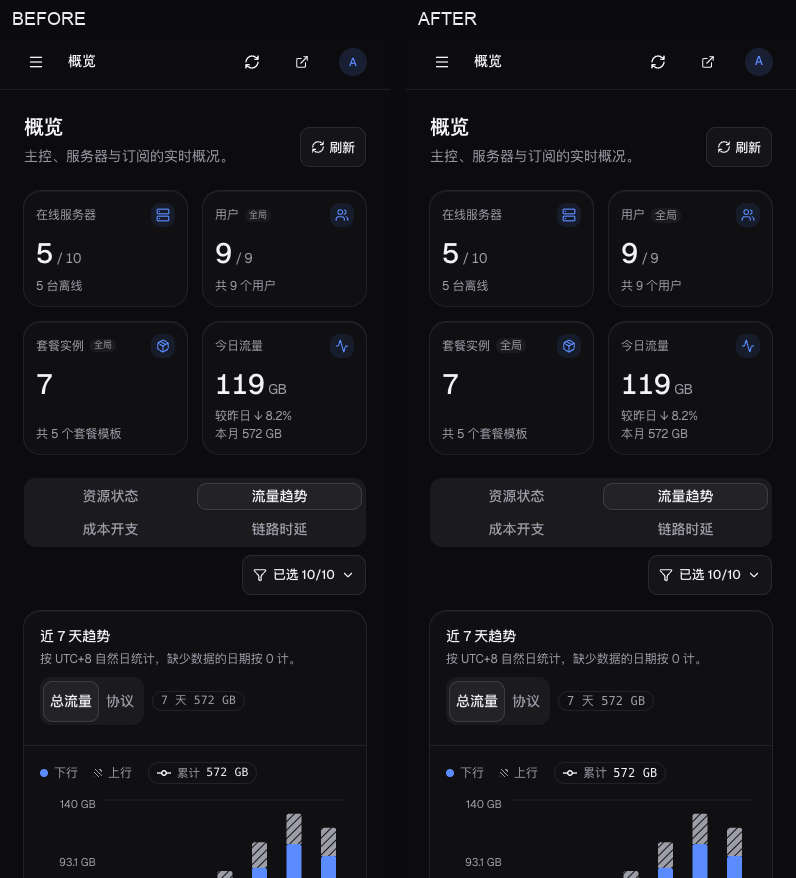 BEFORE
概览
A
概览
主控、服务器与订阅的实时概况。
刷新
在线服务器
5 / 10
5 台离线
用户 全局
9 / 9
共 9 个用户
套餐实例 全局
7
共 5 个套餐模板
今日流量
119 GB
较昨日 ↓ 8.2%
本月 572 GB
资源状态 流量趋势
成本开支 链路时延
已选 10/10
近 7 天趋势
按 UTC+8 自然日统计，缺少数据的日期按 0 计。
总流量 协议 7 天 572 GB
下行 上行 累计 572 GB
140 GB
93.1 GB
AFTER
概览
A
概览
主控、服务器与订阅的实时概况。
刷新
在线服务器
5 / 10
5 台离线
用户 全局
9 / 9
共 9 个用户
套餐实例 全局
7
共 5 个套餐模板
今日流量
119 GB
较昨日 ↓ 8.2%
本月 572 GB
资源状态 流量趋势
成本开支 链路时延
已选 10/10
近 7 天趋势
按 UTC+8 自然日统计，缺少数据的日期按 0 计。
总流量 协议 7 天 572 GB
下行 上行 累计 572 GB
140 GB
93.1 GB